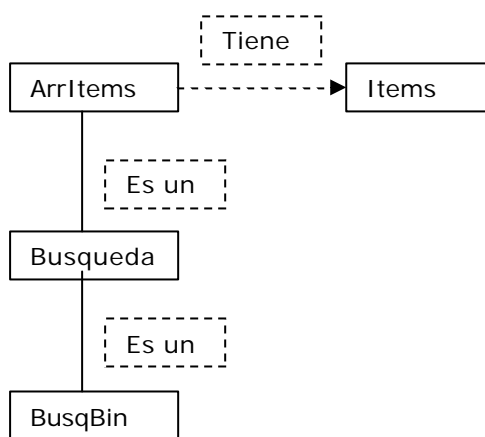 Tiene
ArrItems
Items
Es un
Busqueda
Es un
BusqBin